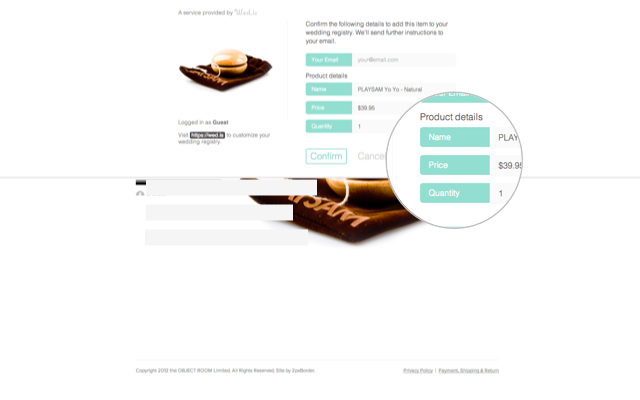 A service provided by Wed.is
Confirm the following details to add this item to your
wedding registry. We'll send further instructions to
your email.
Your Email your@email.com
Product details
Name PLAYSAM Yo Yo - Natural
Price $39.95
Quantity 1
Logged in as Guest
Visit https://wed.is to customize your
wedding registry.
Confirm Cancel
Product details
Name PLAY
Price $39.95
Quantity 1
Copyright 2012 the OBJECT ROOM Limited. All Rights Reserved. Site by 2pxBorder.
Privacy Policy | Payment, Shipping & Return